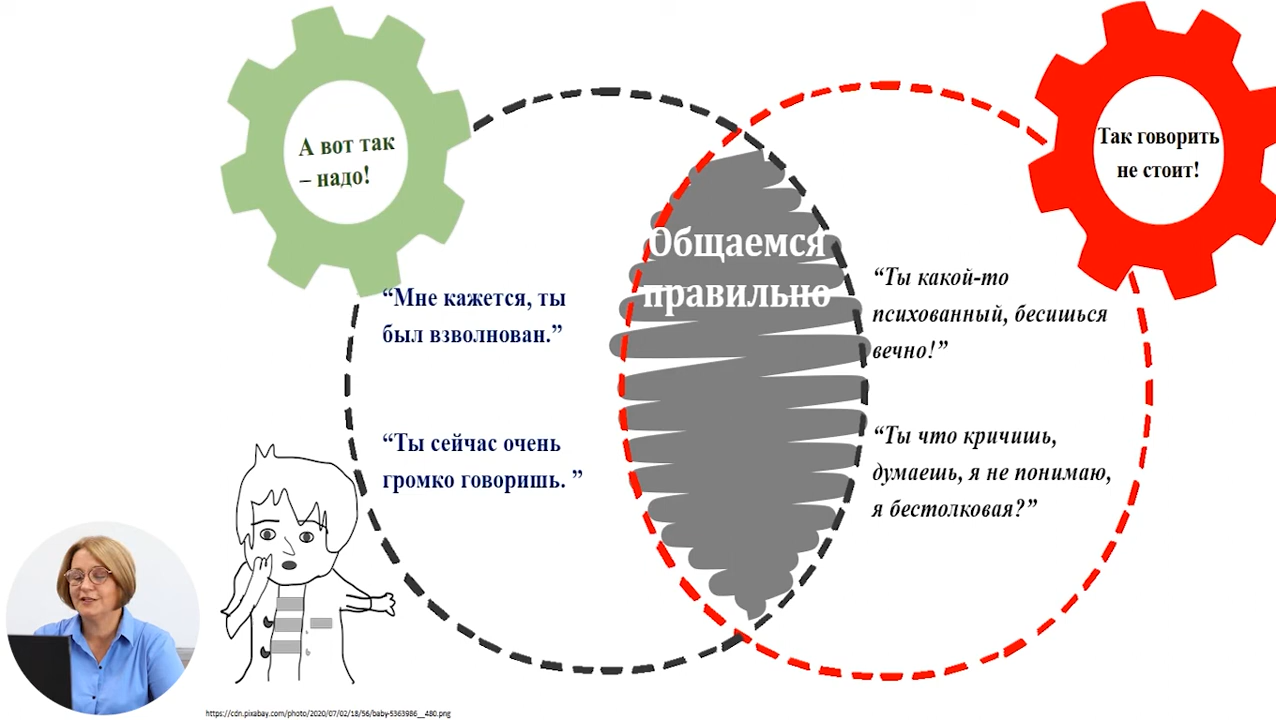 А вот так
– надо!
Так говорить
не стоит!
Общаемся
правильно
“Мне кажется, ты
был взволнован.”
“Ты сейчас очень
громко говоришь. ”
“Ты какой-то
психованный, бесишься
вечно!”
“Ты что кричишь,
думаешь, я не понимаю,
я бестолковая?”
https://cdn.pixabay.com/photo/2020/07/02/18/56/baby-5363986__480.png